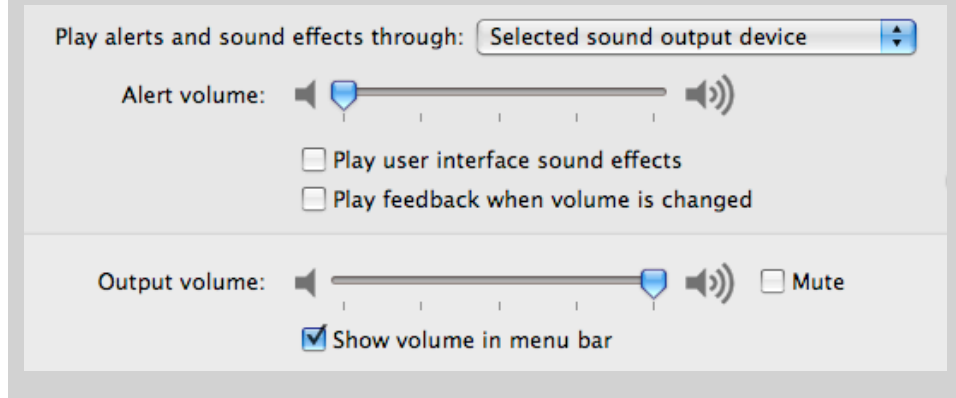 Play alerts and sound effects through: Selected sound output device
Alert volume:
Play user interface sound effects
Play feedback when volume is changed
Output volume: Mute
Show volume in menu bar